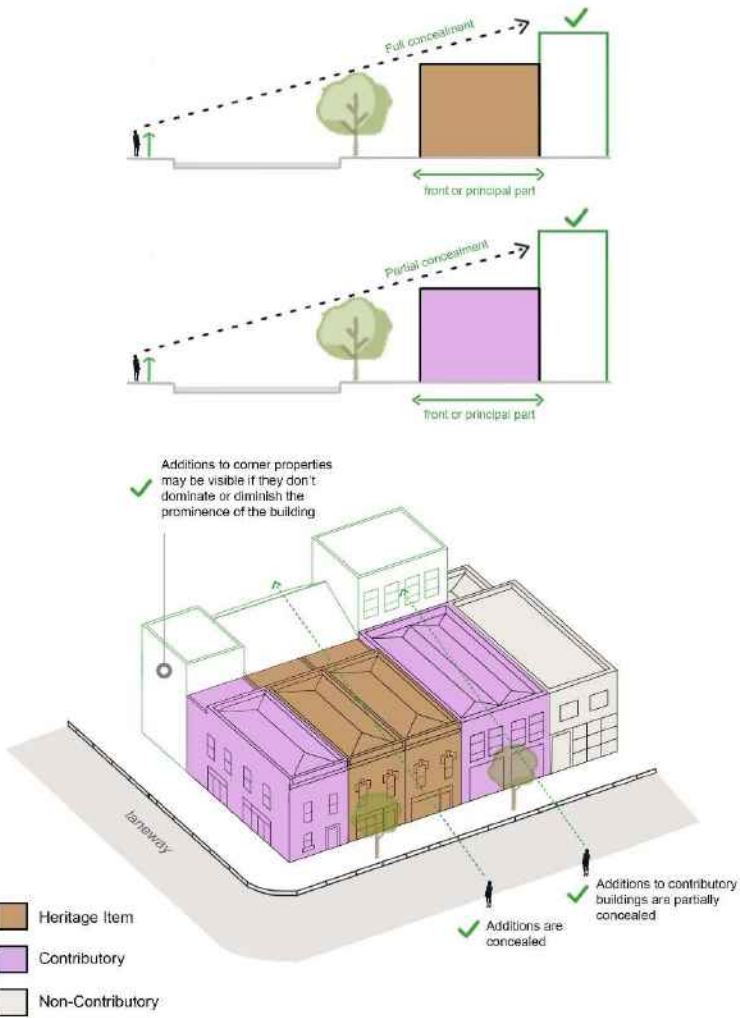 Full concealment
front or principal part
Partial concealment
front or principal part
Additions to corner properties
may be visible if they don't
dominate or diminish the
prominence of the building
laneway
Additions to contributory
buildings are partially
concealed
Additions are
concealed
Heritage Item
Contributory
Non-Contributory